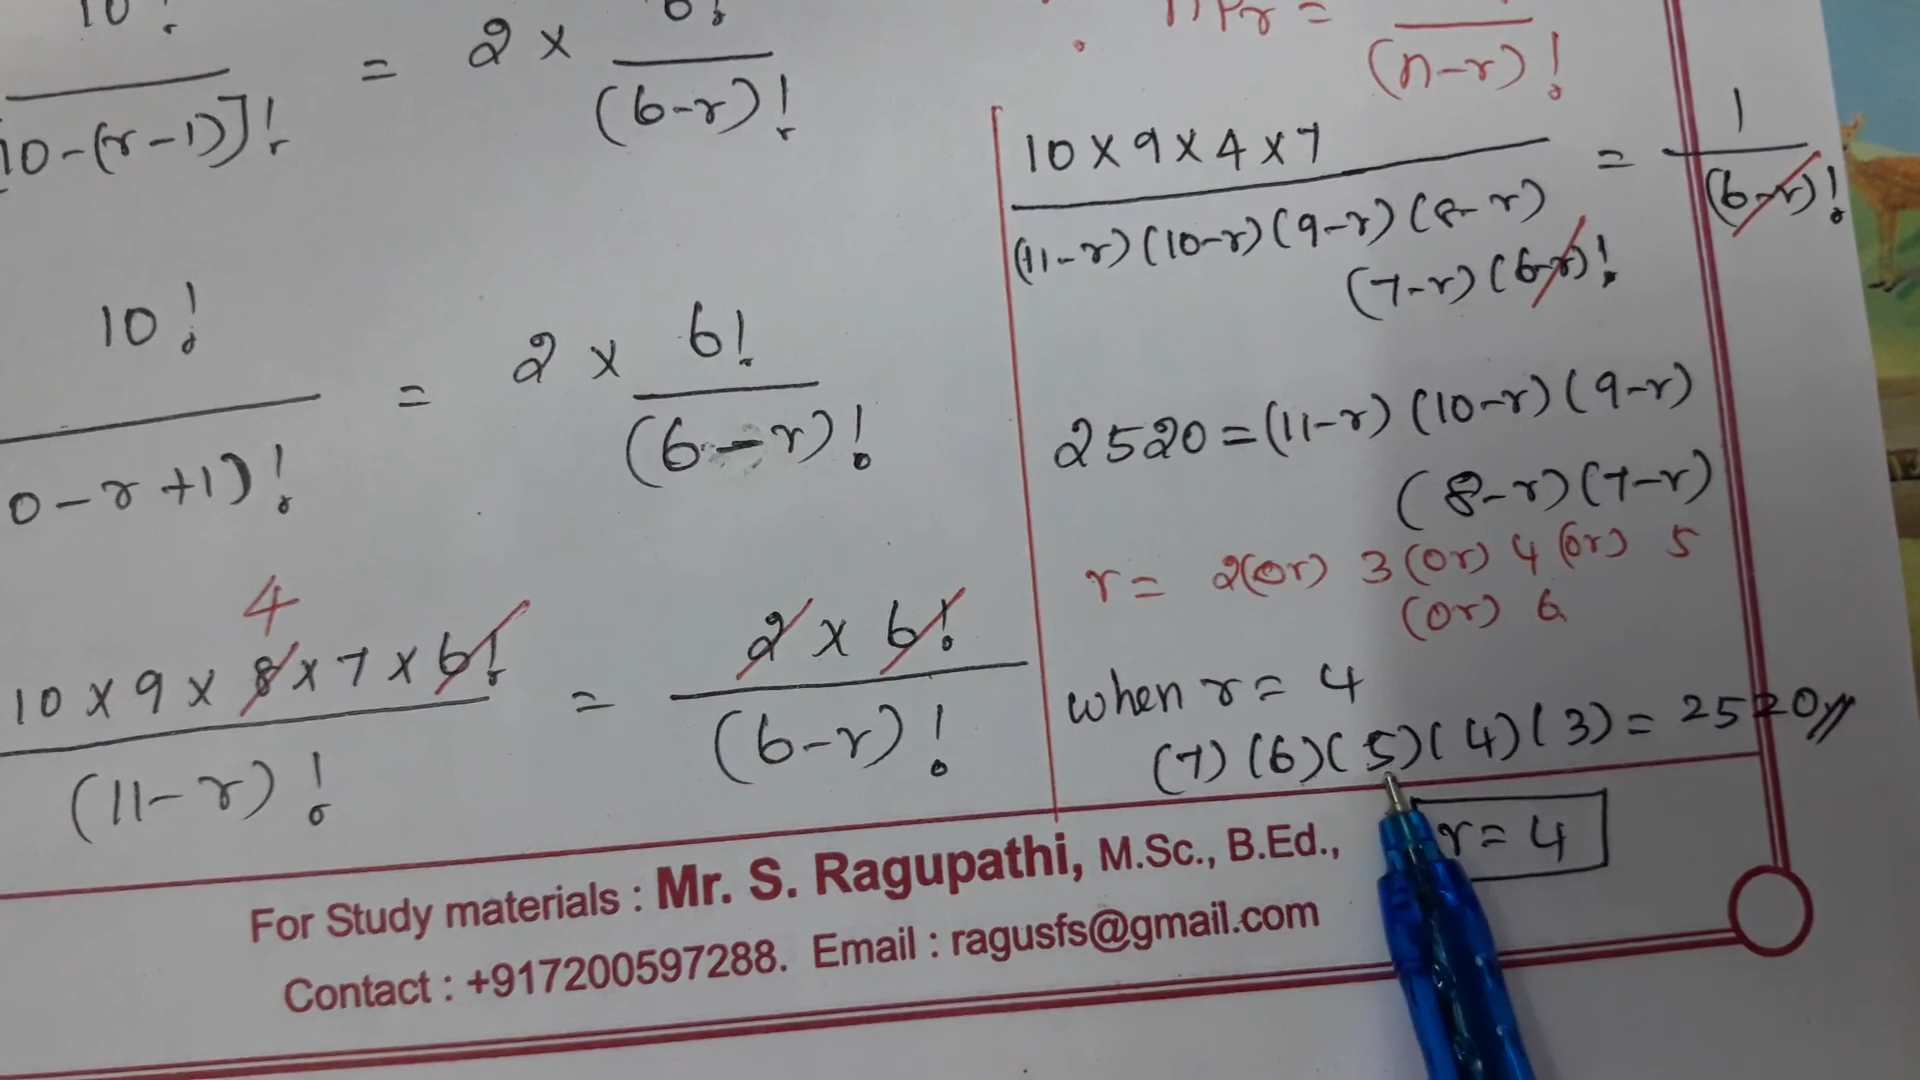 10!
= 2 × 6!
10-(r-1)]! (6-r)!
10!
= 2 × 6!
0-r+1)! (6-r)!
4
10 × 9 × 8 × 7 × 6! = 2 × 6!
(11-r)! (6-r)!
nPr =
(n-r)!
10 × 9 × 4 × 7 = 1
(11-r)(10-r)(9-r)(8-r) (6-r)!
(7-r)(6-r)!
2520 = (11-r)(10-r)(9-r)
(8-r)(7-r)
r = 2(or) 3(or) 4(or) 5
(or) 6
when r = 4
(7)(6)(5)(4)(3) = 2520//
r = 4
For Study materials : Mr. S. Ragupathi, M.Sc., B.Ed.,
Contact : +917200597288. Email : ragusfs@gmail.com